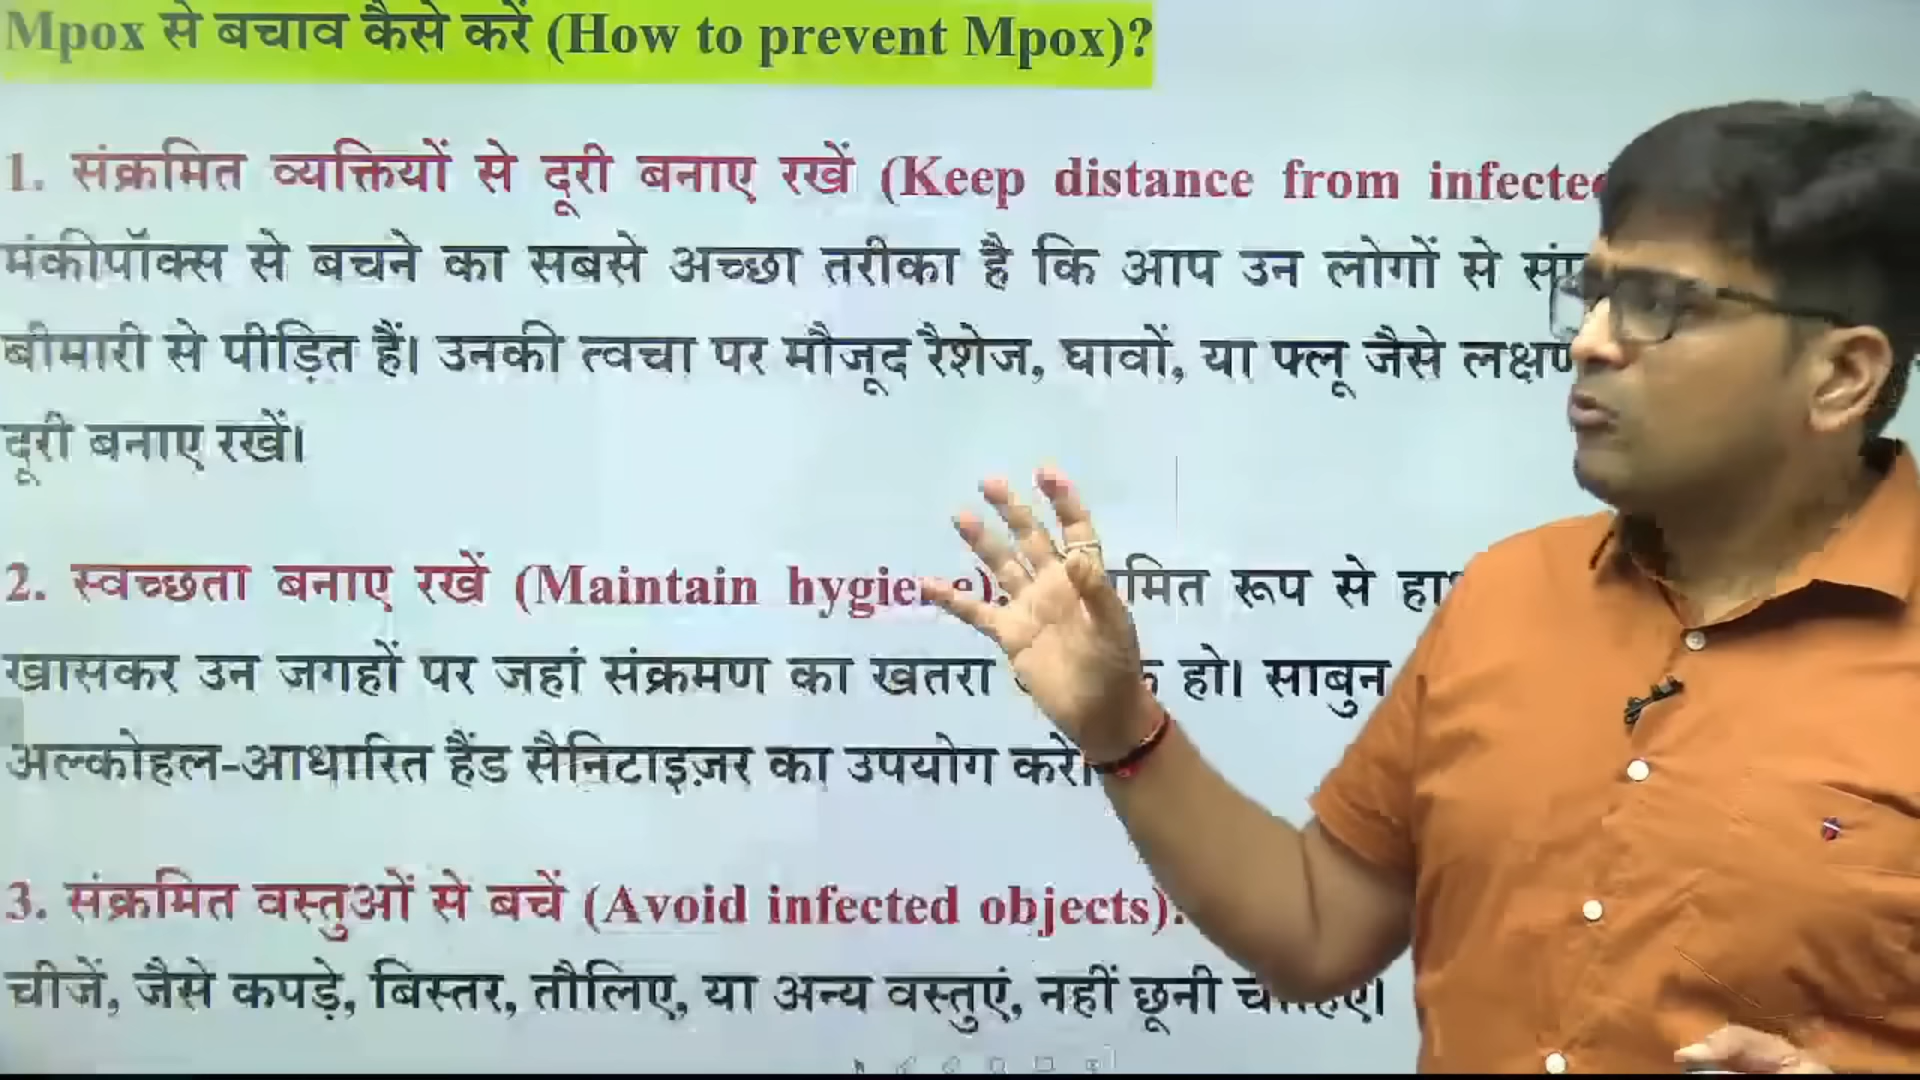 Mpox से बचाव कैसे करें (How to prevent Mpox)?
1. संक्रमित व्यक्तियों से दूरी बनाए रखें (Keep distance from infected
मंकीपॉक्स से बचने का सबसे अच्छा तरीका है कि आप उन लोगों से
बीमारी से पीड़ित हैं। उनकी त्वचा पर मौजूद रैशेज, घावों, या फ्लू जैसे
दूरी बनाए रखें।
2. स्वच्छता बनाए रखें (Maintain hygiene). रूप से
खासकर उन जगहों पर जहां संक्रमण का खतरा हो। साबुन
अल्कोहल-आधारित हैंड सैनिटाइज़र का उपयोग करें।
3. संक्रमित वस्तुओं से बचें (Avoid infected objects):
चीजें, जैसे कपड़े, बिस्तर, तौलिए, या अन्य वस्तुएं, नहीं छूनी चाहिए।